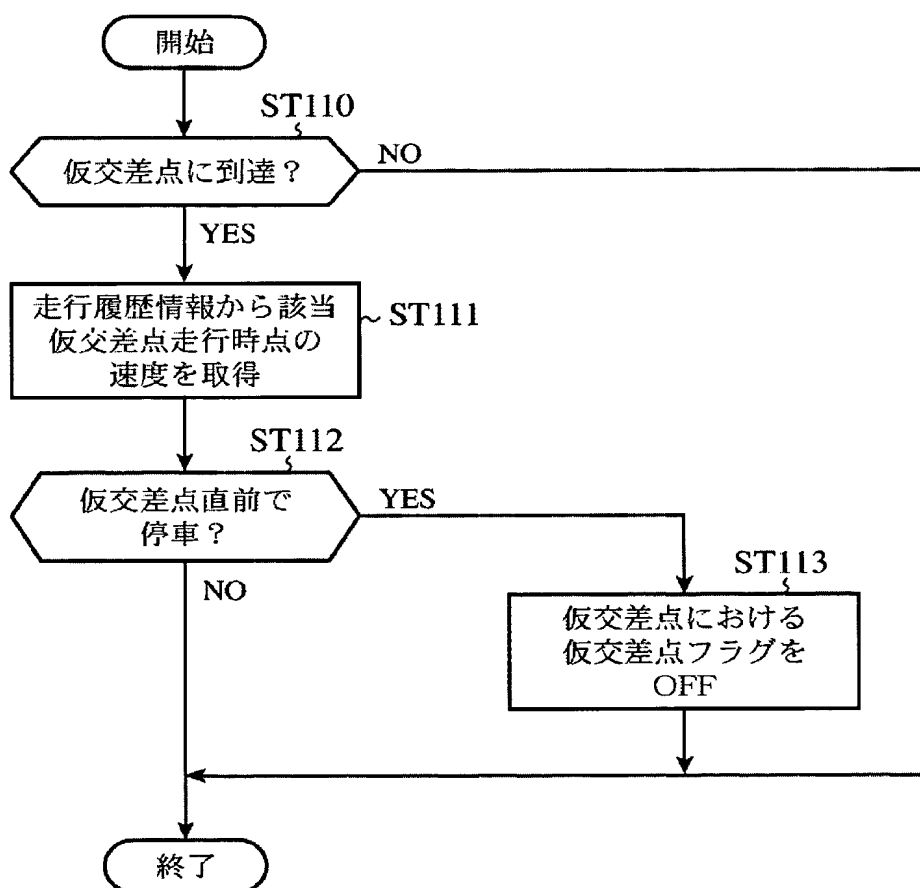 開始
ST110
仮交差点に到達？
NO
YES
走行履歴情報から該当
仮交差点走行時点の
速度を取得
ST111
ST112
仮交差点直前で
停車？
YES
NO
ST113
仮交差点における
仮交差点フラグを
OFF
終了